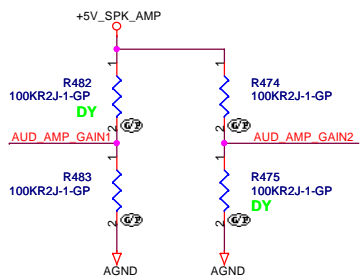 +5V_SPK_AMP
1
1
R482
100KR2J-1-GP
DY
R474
100KR2J-1-GP
2
G/P
2
G/P
AUD_AMP_GAIN1
AUD_AMP_GAIN2
1
1
R483
100KR2J-1-GP
R475
100KR2J-1-GP
DY
2
G/P
2
G/P
AGND
AGND